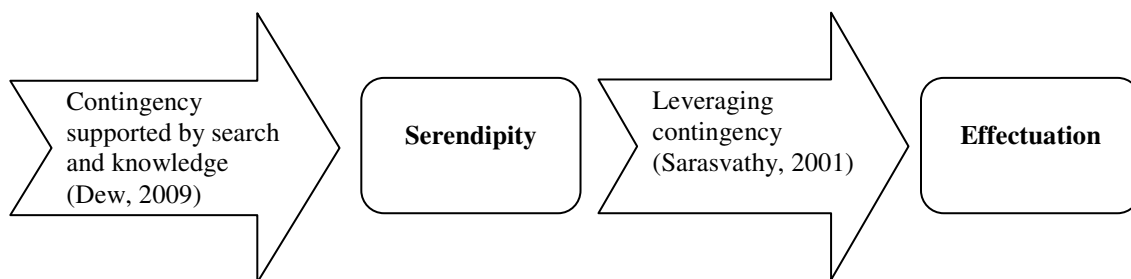 Contingency
supported by search
and knowledge
(Dew, 2009)
Serendipity
Leveraging
contingency
(Sarasvathy, 2001)
Effectuation